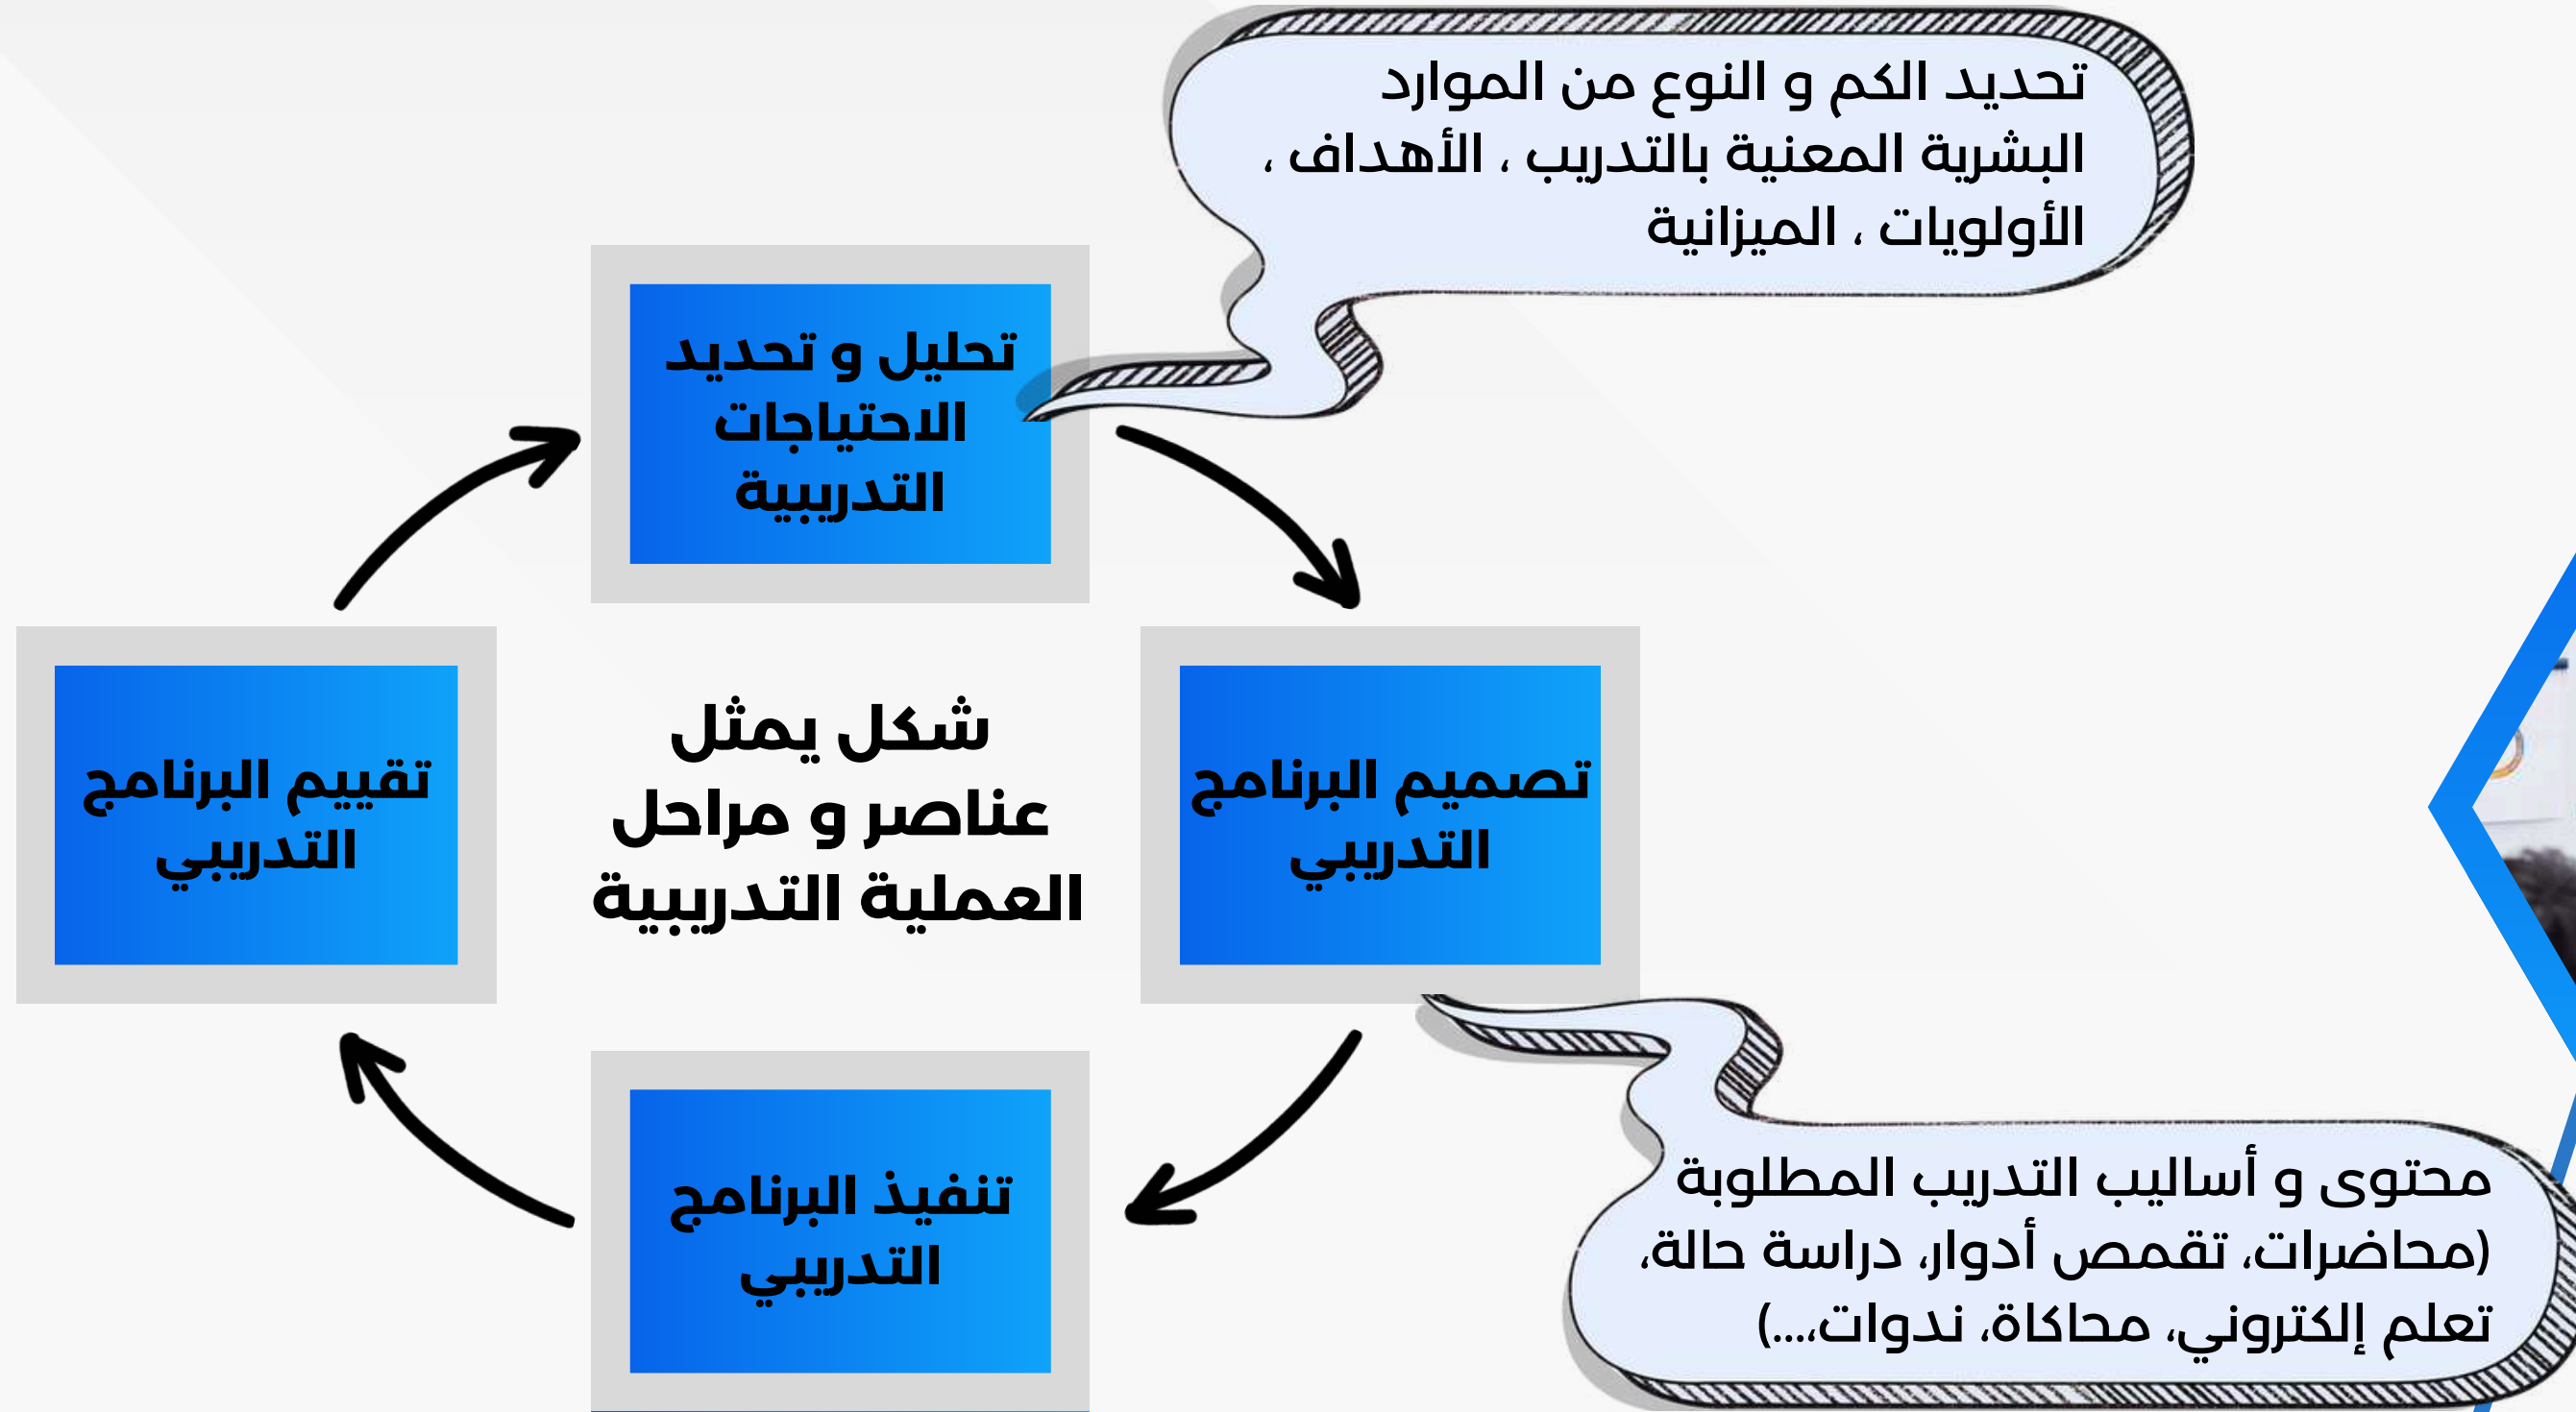 تحديد الكم و النوع من الموارد
البشرية المعنية بالتدريب ، الأهداف ،
الأولويات ، الميزانية
تحليل و تحديد
الاحتياجات
التدريبية
تصميم البرنامج
التدريبي
شكل يمثل
عناصر و مراحل
العملية التدريبية
تقييم البرنامج
التدريبي
تنفيذ البرنامج
التدريبي
محتوى و أساليب التدريب المطلوبة
(محاضرات، تقمص أدوار، دراسة حالة،
تعلم إلكتروني، محاكاة، ندوات،...)